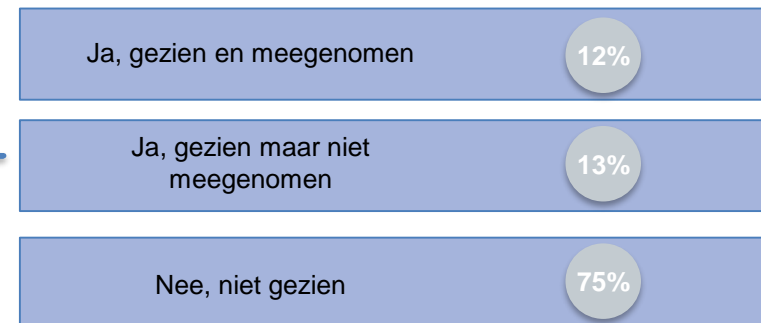 Ja, gezien en meegenomen 12%
Ja, gezien maar niet
meegenomen 13%
Nee, niet gezien 75%